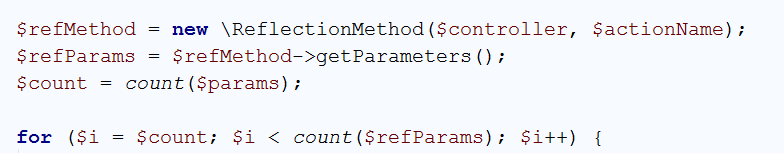 $refMethod = new \ReflectionMethod($controller, $actionName);
$refParams = $refMethod->getParameters();
$count = count($params);
for ($i = $count; $i < count($refParams); $i++) {